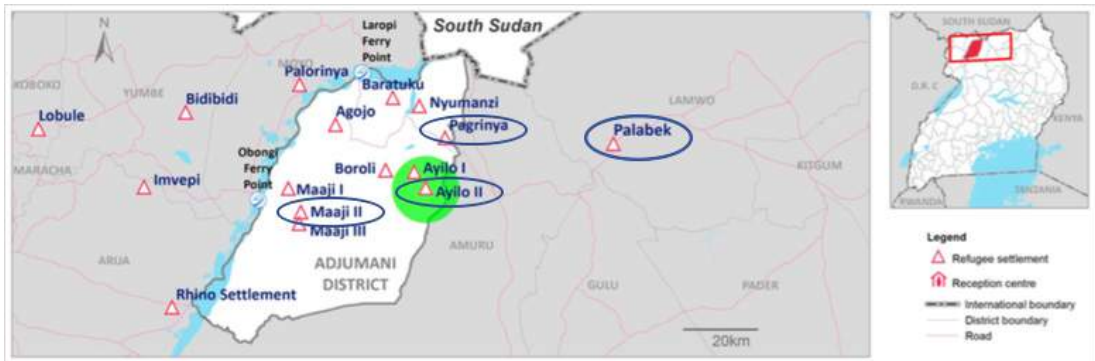 South Sudan
Laropi
Ferry
Point
N
MOYO
KOBOKO
YUMBE
Palorinya
Baratuku
Bidibidi
Lobule
Nyumanzi
Agojo
Pagrinya
LAMWO
Palabek
Obongi
Ferry
Point
MARACHA
Boroli
Ayilo I
KITGUM
Imvepi
Maaji I
Ayilo II
Maaji II
Maaji III
AMURU
ARUA
ADJUMANI
DISTRICT
GULU
PADER
Rhino Settlement
20km
SOUTH SUDAN
D.R. C
KENYA
TANZANIA
RWANDA
Legend
Refugee settlement
Reception centre
International boundary
District boundary
Road